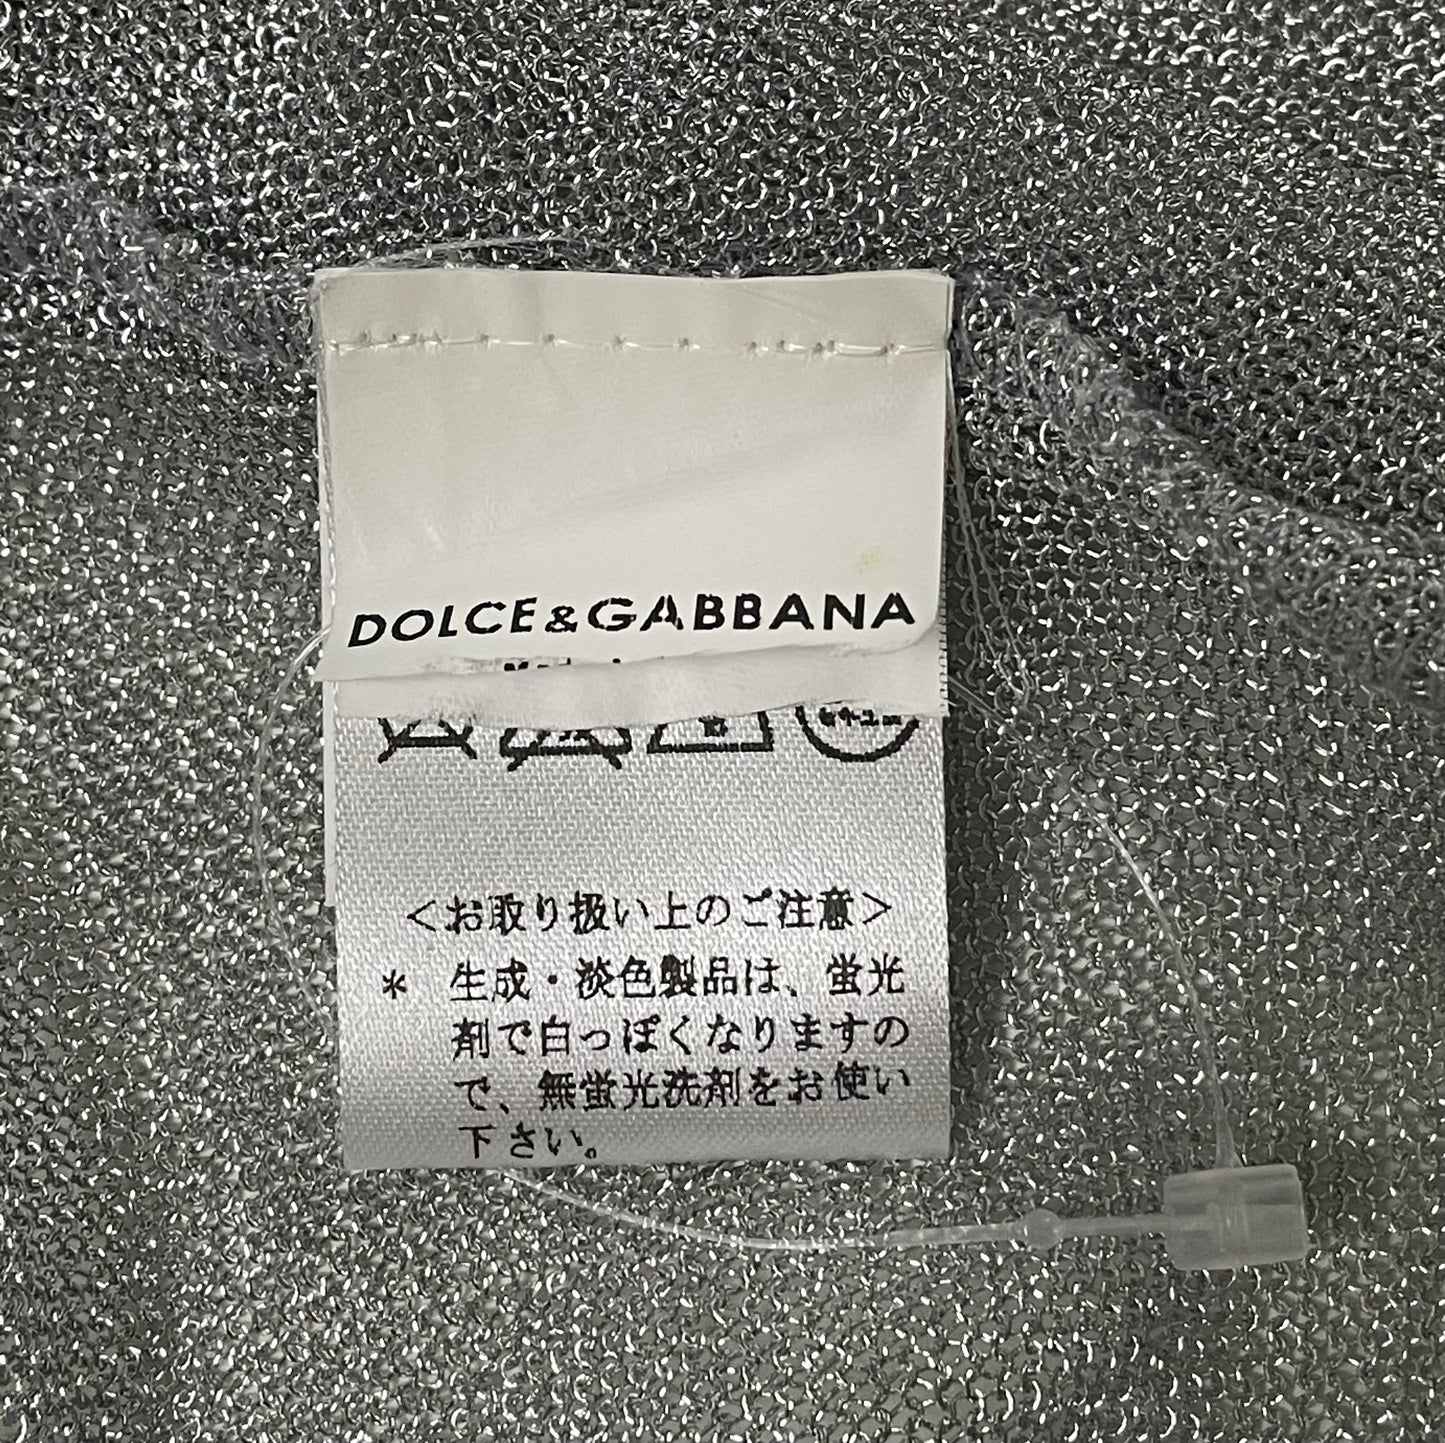 DOLCE&GABBANA
<お取り扱い上のご注意>
* 生成・淡色製品は、蛍光
剤で白っぽくなりますの
で、無蛍光洗剤をお使い
下さい。